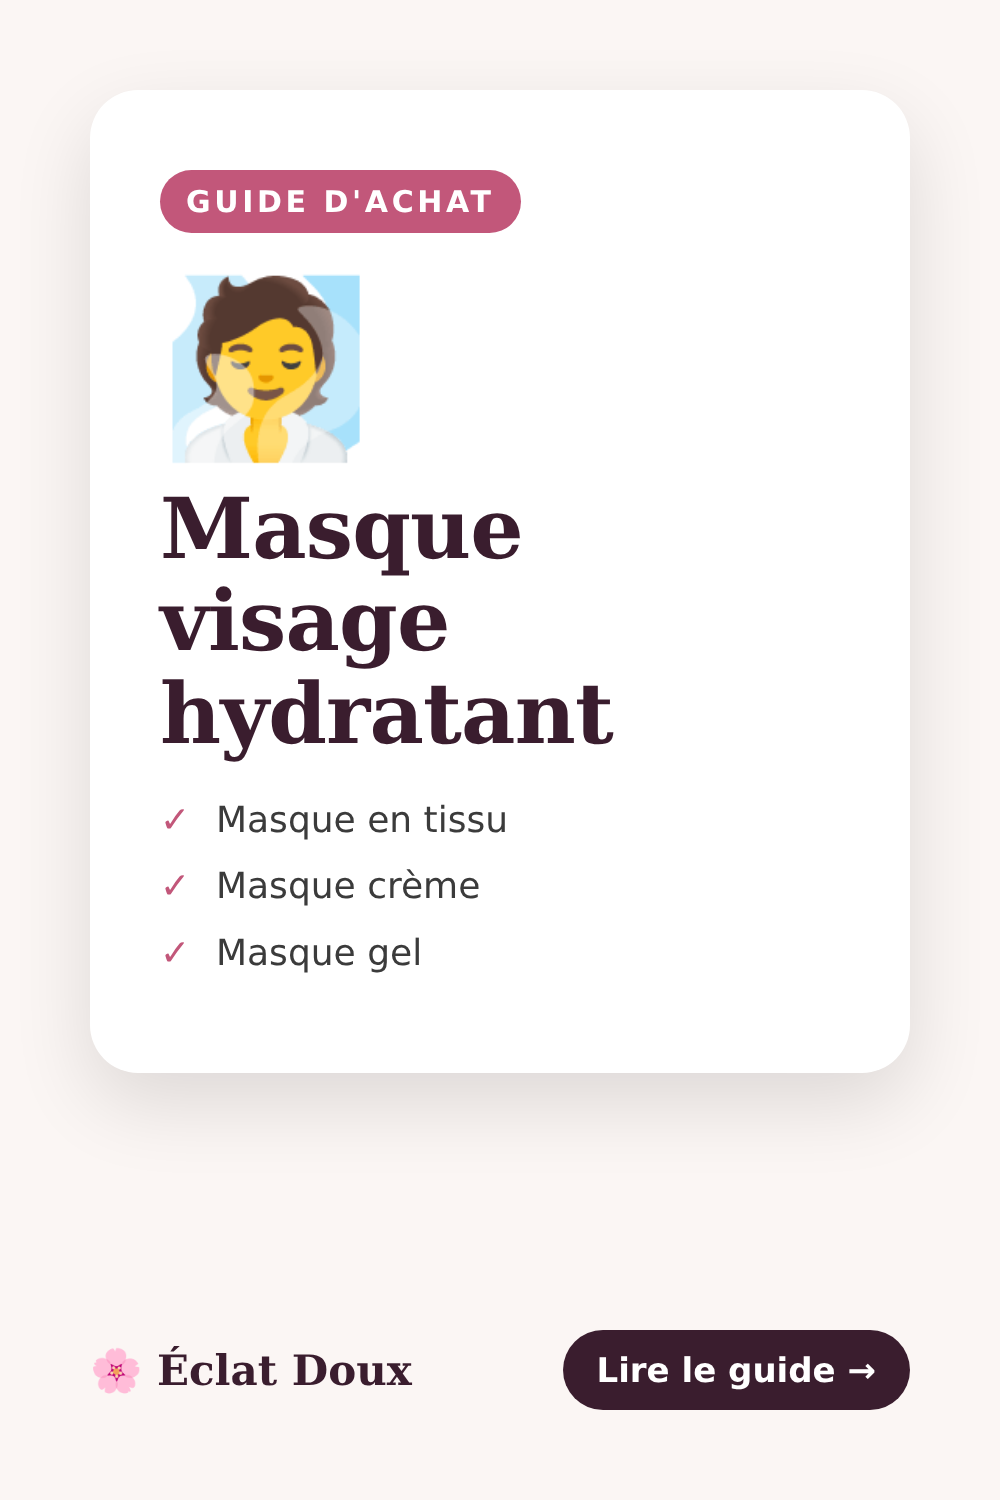 GUIDE D'ACHAT
Masque
visage
hydratant
✓ Masque en tissu
✓ Masque crème
✓ Masque gel
🌸 Éclat Doux
Lire le guide →